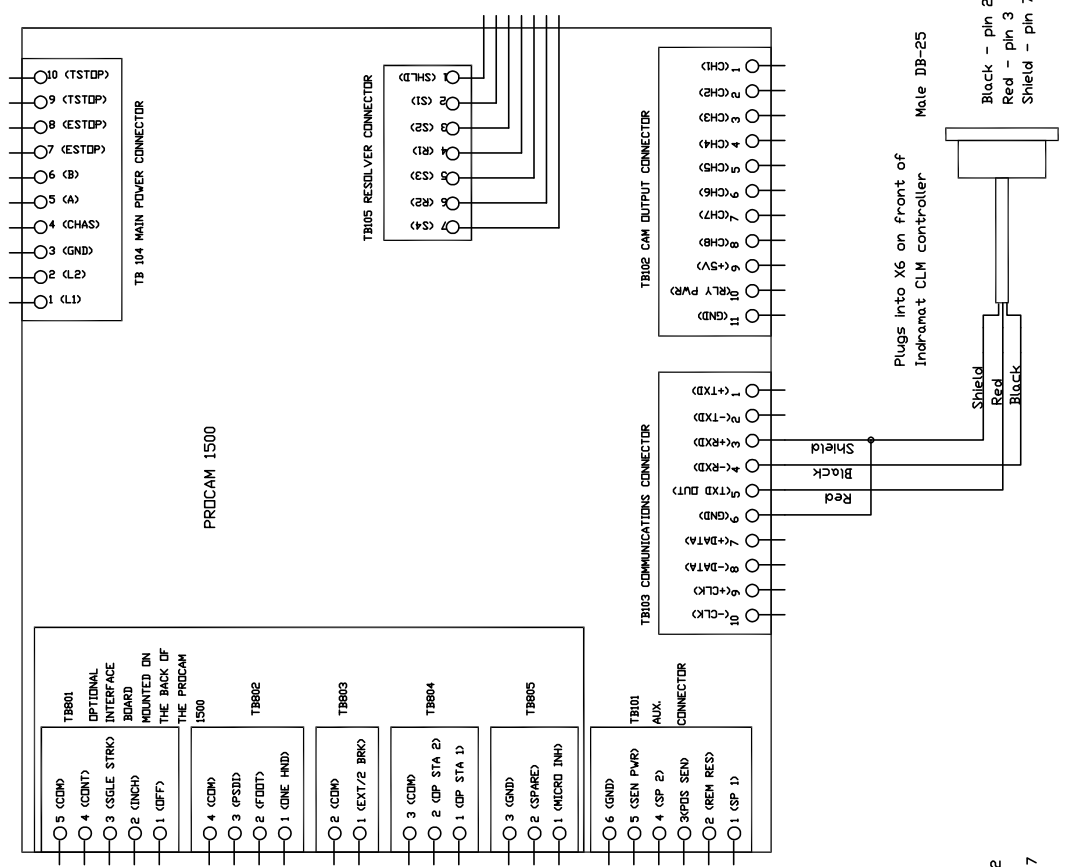 10 (TSTOP)
9 (TSTOP)
8 (ESTOP)
7 (ESTOP)
6 (B)
5 (A)
4 (CHAS)
3 (GND)
2 (L2)
1 (L1)
TB 104 MAIN POWER CONNECTOR
TB105 RESOLVER CONNECTOR
1 (SHLD)
2 (S1)
3 (S2)
4 (R1)
5 (S3)
6 (R2)
7 (S4)
TB102 CAM OUTPUT CONNECTOR
1 (CH1)
2 (CH2)
3 (CH3)
4 (CH4)
5 (CH5)
6 (CH6)
7 (CH7)
8 (CH8)
9 (+5V)
10 (RLY PWR)
11 (GND)
Male DB-25
Black - pin 2
Red - pin 3
Shield - pin 7
Plugs into X6 on front of
Indramat CLM controller
Shield
Red
Black
PROCAM 1500
TB103 COMMUNICATIONS CONNECTOR
1 (+TXD)
2 (-TXD)
3 (+RXD)
4 (-RXD)
5 (TXD OUT)
6 (GND)
7 (+DATA)
8 (-DATA)
9 (+CLK)
10 (-CLK)
Shield
Black
Red
TB801
OPTIONAL
INTERFACE
BOARD
MOUNTED ON
THE BACK OF
THE PROCAM
1500
5 (COM)
4 (CONT)
3 (SGLE STRK)
2 (INCH)
1 (OFF)
TB802
4 (COM)
3 (PSDI)
2 (FOOT)
1 (ONE HND)
TB803
2 (COM)
1 (EXT/2 BRK)
TB804
3 (COM)
2 (OP STA 2)
1 (OP STA 1)
TB805
3 (GND)
2 (SPARE)
1 (MICRO INH)
TB101
AUX.
CONNECTOR
6 (GND)
5 (SEN PWR)
4 (SP 2)
3(POS SEN)
2 (REM RES)
1 (SP 1)
2
7